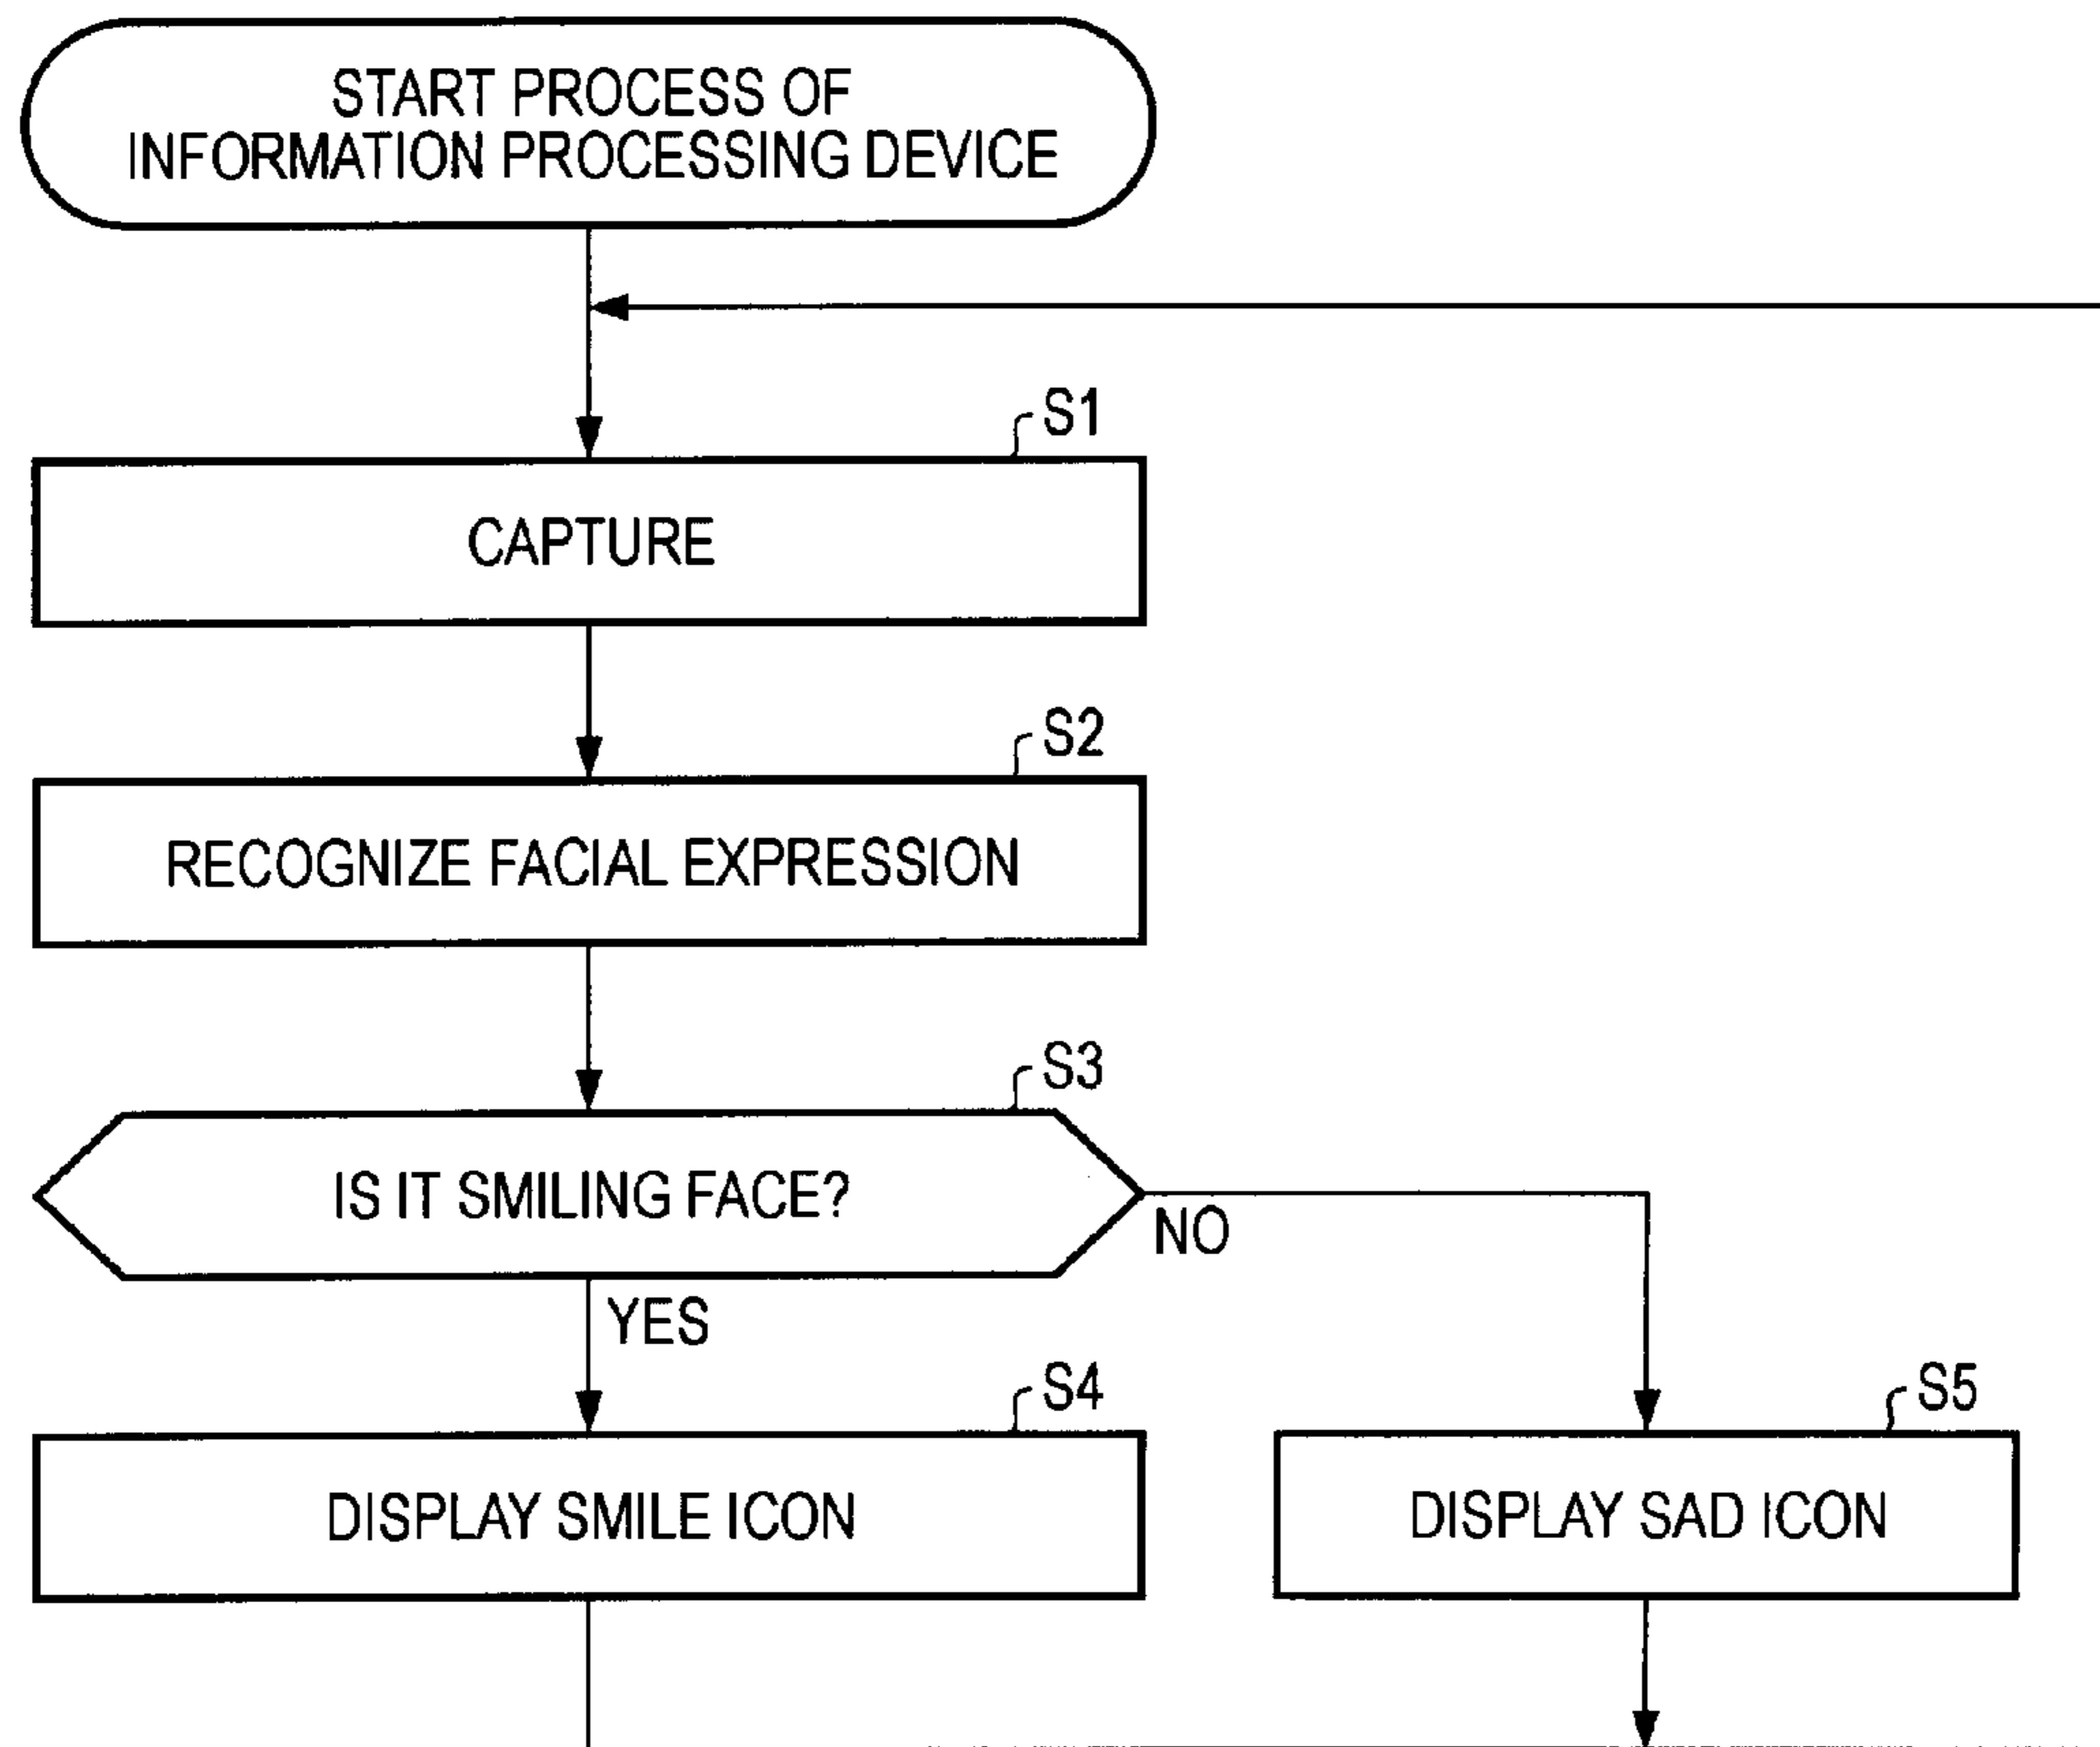 START PROCESS OF
INFORMATION PROCESSING DEVICE
S1
CAPTURE
S2
RECOGNIZE FACIAL EXPRESSION
S3
IS IT SMILING FACE?
NO
YES
S4
DISPLAY SMILE ICON
S5
DISPLAY SAD ICON